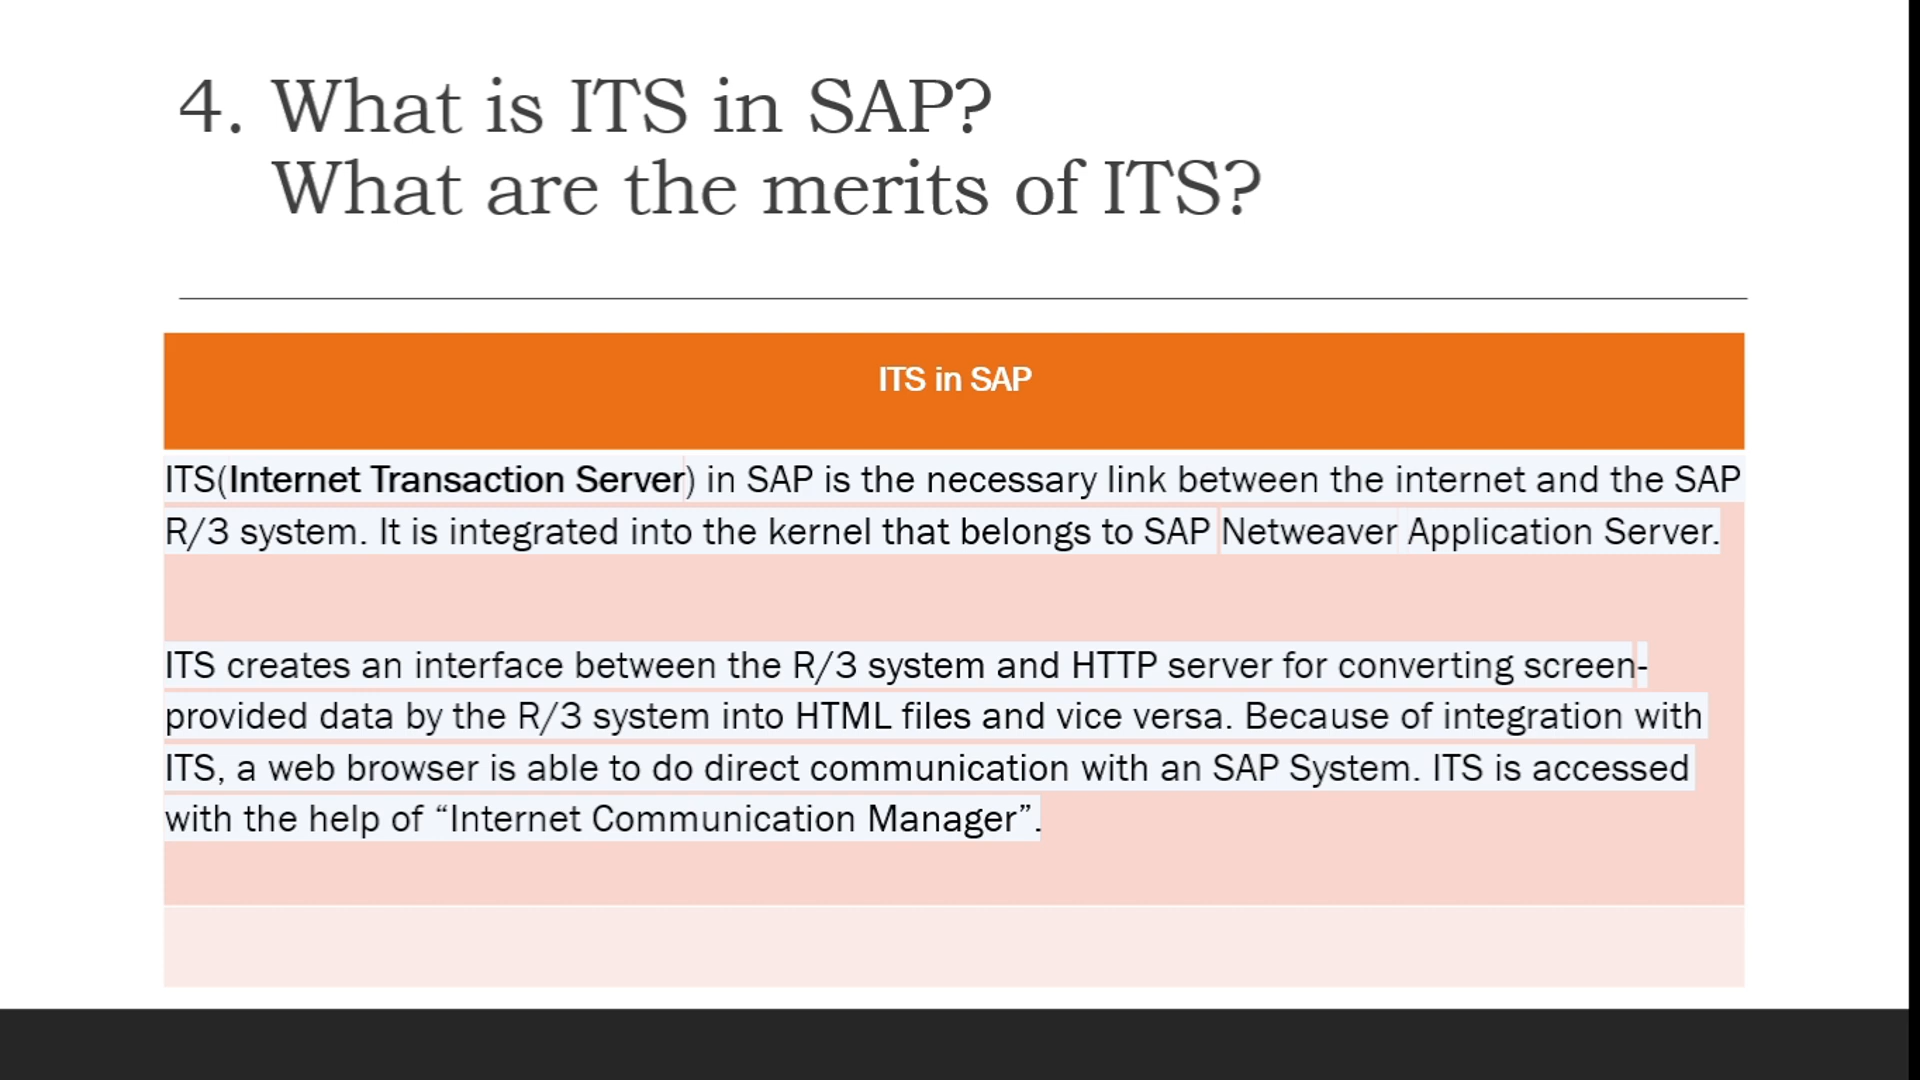 4. What is ITS in SAP?
What are the merits of ITS?
ITS in SAP
ITS(Internet Transaction Server) in SAP is the necessary link between the internet and the SAP
R/3 system. It is integrated into the kernel that belongs to SAP Netweaver Application Server.
ITS creates an interface between the R/3 system and HTTP server for converting screen-
provided data by the R/3 system into HTML files and vice versa. Because of integration with
ITS, a web browser is able to do direct communication with an SAP System. ITS is accessed
with the help of “Internet Communication Manager”.